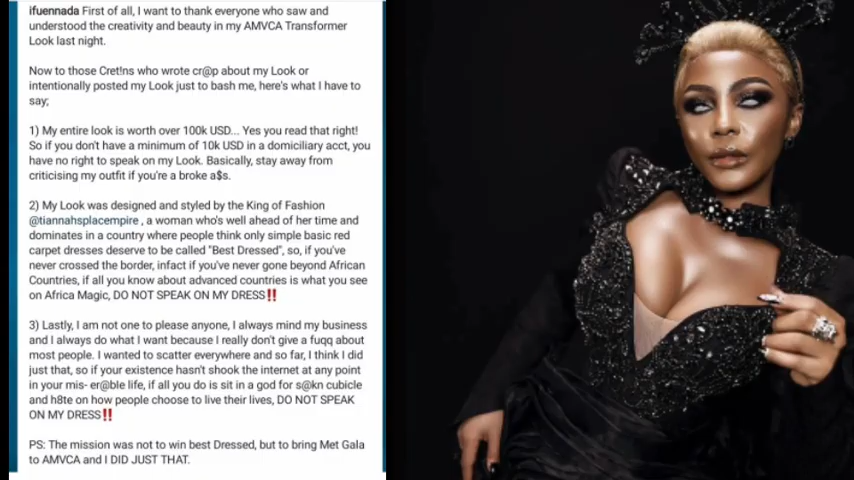 ifuennada First of all, I want to thank everyone who saw and
understood the creativity and beauty in my AMVCA Transformer
Look last night.
Now to those Cret!ns who wrote cr@p about my Look or
intentionally posted my Look just to bash me, here's what I have to
say;
1) My entire look is worth over 100k USD... Yes you read that right!
So if you don't have a minimum of 10k USD in a domiciliary acct, you
have no right to speak on my Look. Basically, stay away from
criticising my outfit if you're a broke a$s.
2) My Look was designed and styled by the King of Fashion
@tiannahsplacempire , a woman who's well ahead of her time and
dominates in a country where people think only simple basic red
carpet dresses deserve to be called "Best Dressed", so, if you've
never crossed the border, infact if you've never gone beyond African
Countries, if all you know about advanced countries is what you see
on Africa Magic, DO NOT SPEAK ON MY DRESS‼️
3) Lastly, I am not one to please anyone, I always mind my business
and I always do what I want because I really don't give a fuqq about
most people. I wanted to scatter everywhere and so far, I think I did
just that, so if your existence hasn't shook the internet at any point
in your mis- er@ble life, if all you do is sit in a god for s@kn cubicle
and h8te on how people choose to live their lives, DO NOT SPEAK
ON MY DRESS‼️
PS: The mission was not to win best Dressed, but to bring Met Gala
to AMVCA and I DID JUST THAT.